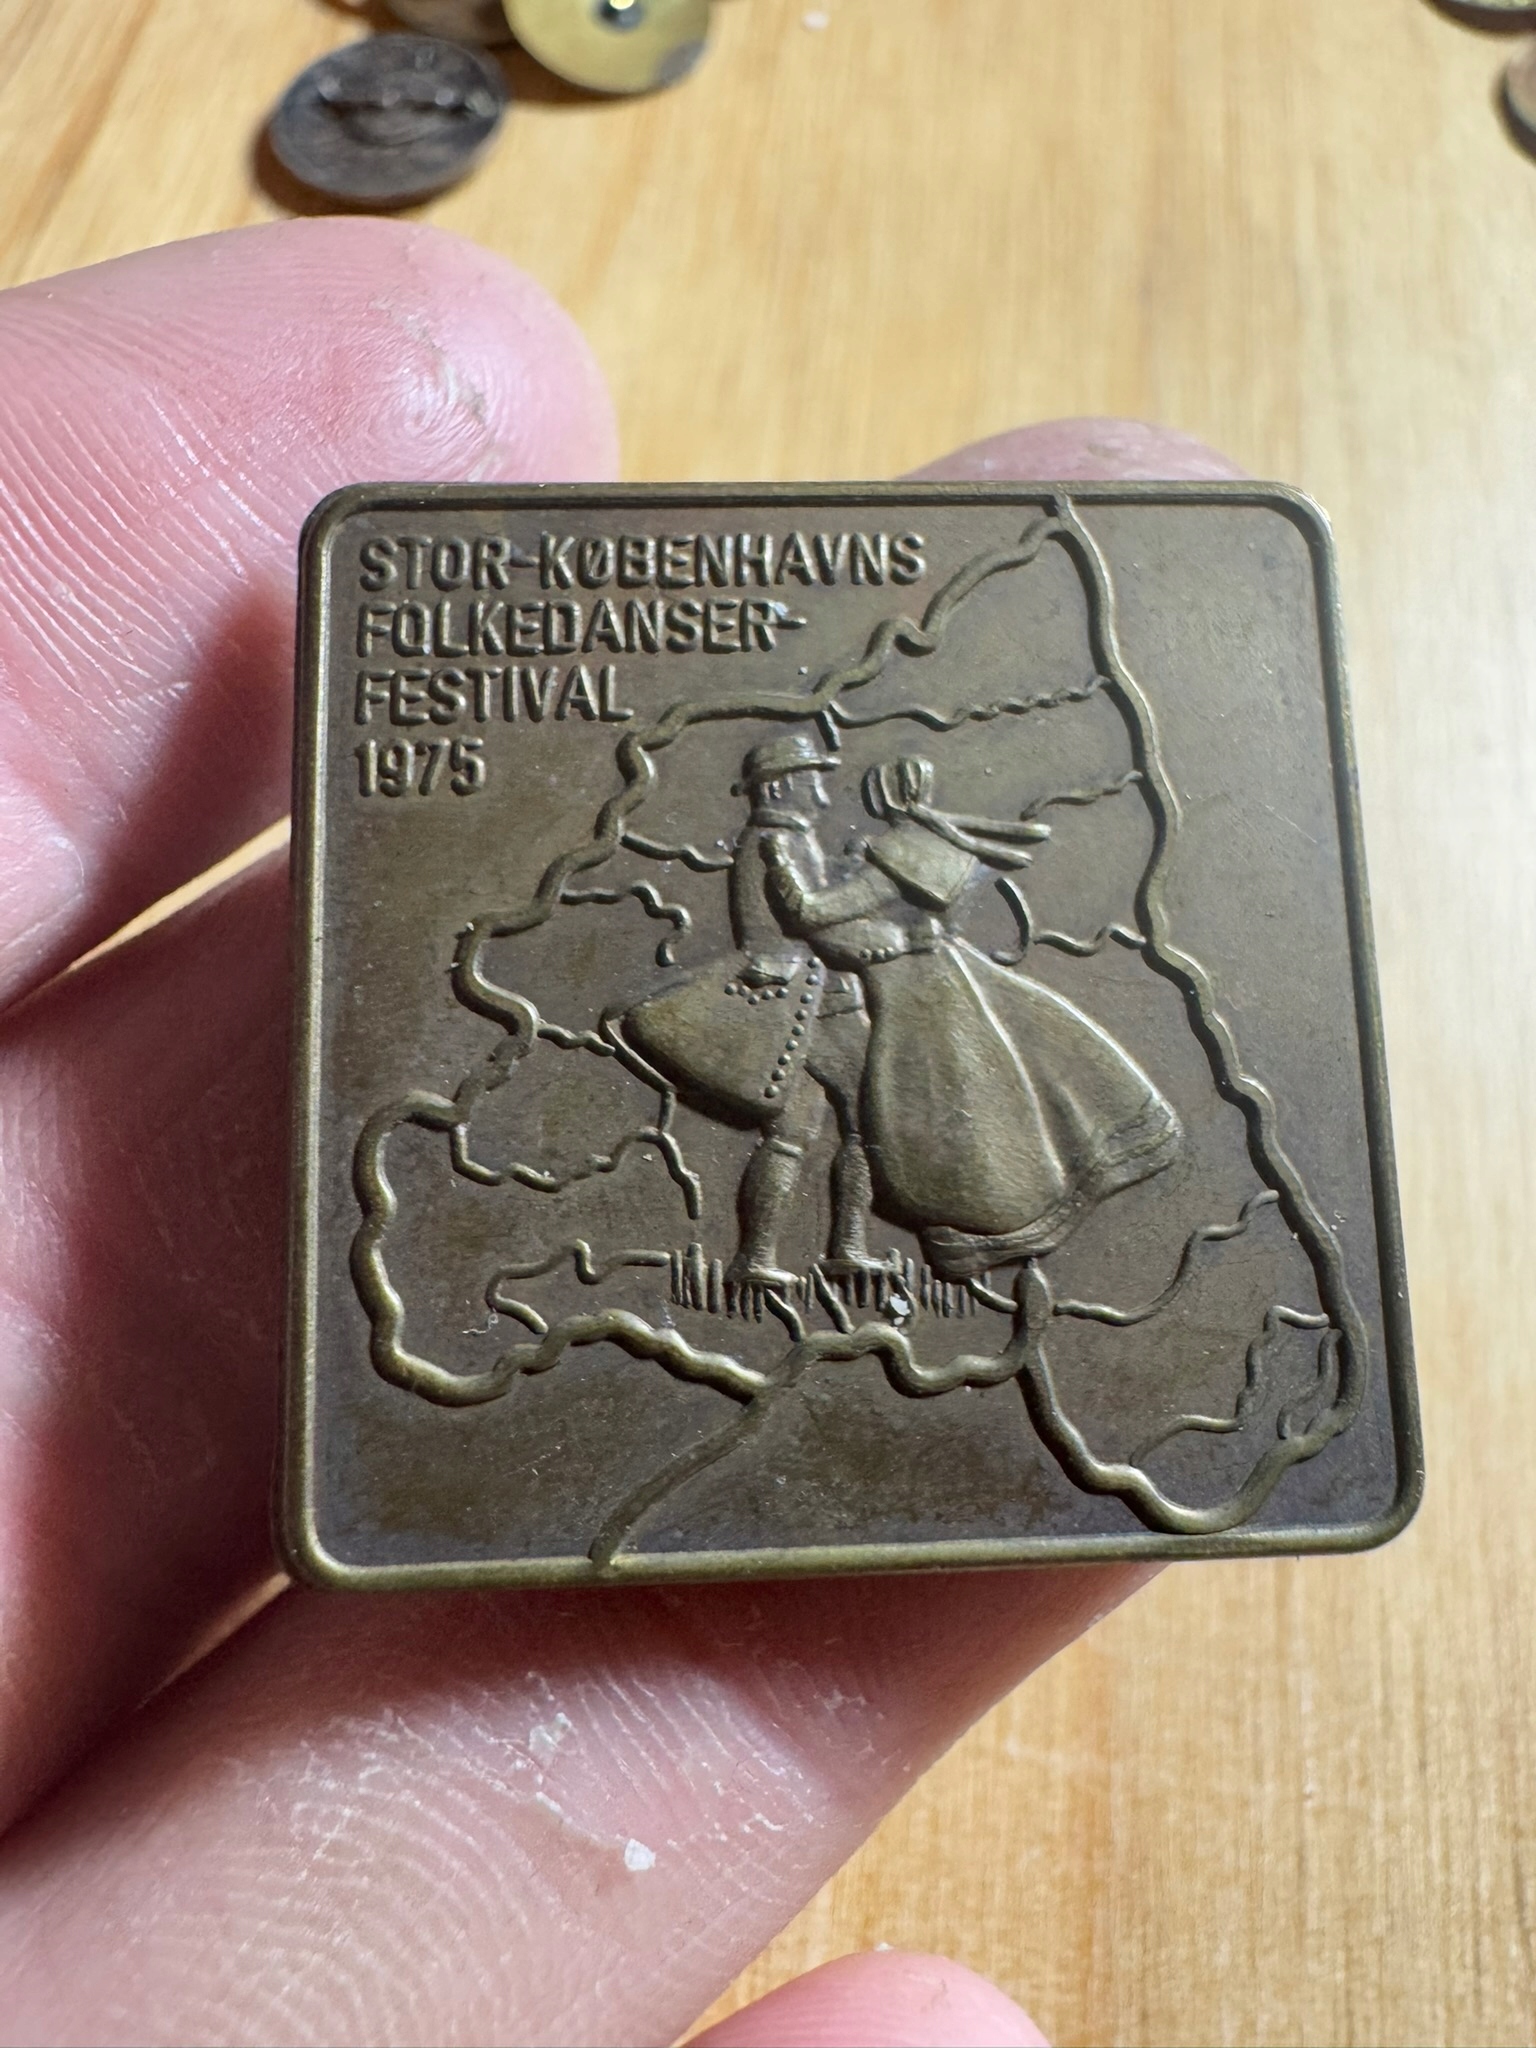 STOR-KØBENHAVNS
FOLKEDANSER-
FESTIVAL
1975